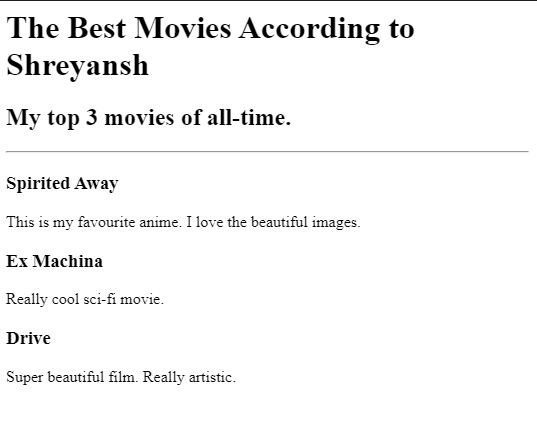 The Best Movies According to
Shreyansh
My top 3 movies of all-time.
Spirited Away
This is my favourite anime. I love the beautiful images.
Ex Machina
Really cool sci-fi movie.
Drive
Super beautiful film. Really artistic.